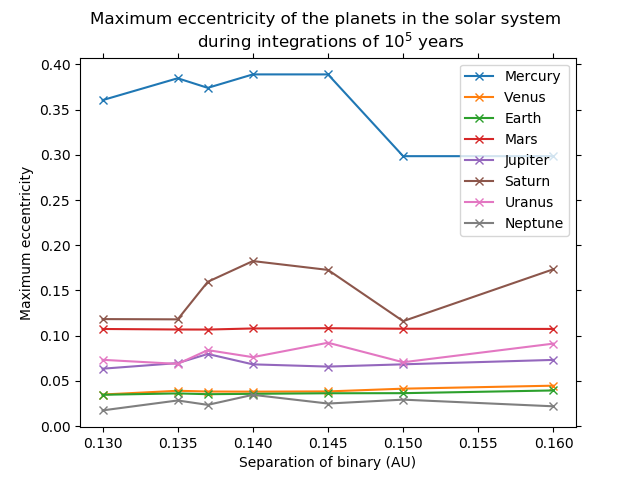 Maximum eccentricity of the planets in the solar system
during integrations of 10⁵ years
0.40
0.35
0.30
0.25
0.20
0.15
0.10
0.05
0.00
Maximum eccentricity
Mercury
Venus
Earth
Mars
Jupiter
Saturn
Uranus
Neptune
0.130 0.135 0.140 0.145 0.150 0.155 0.160
Separation of binary (AU)